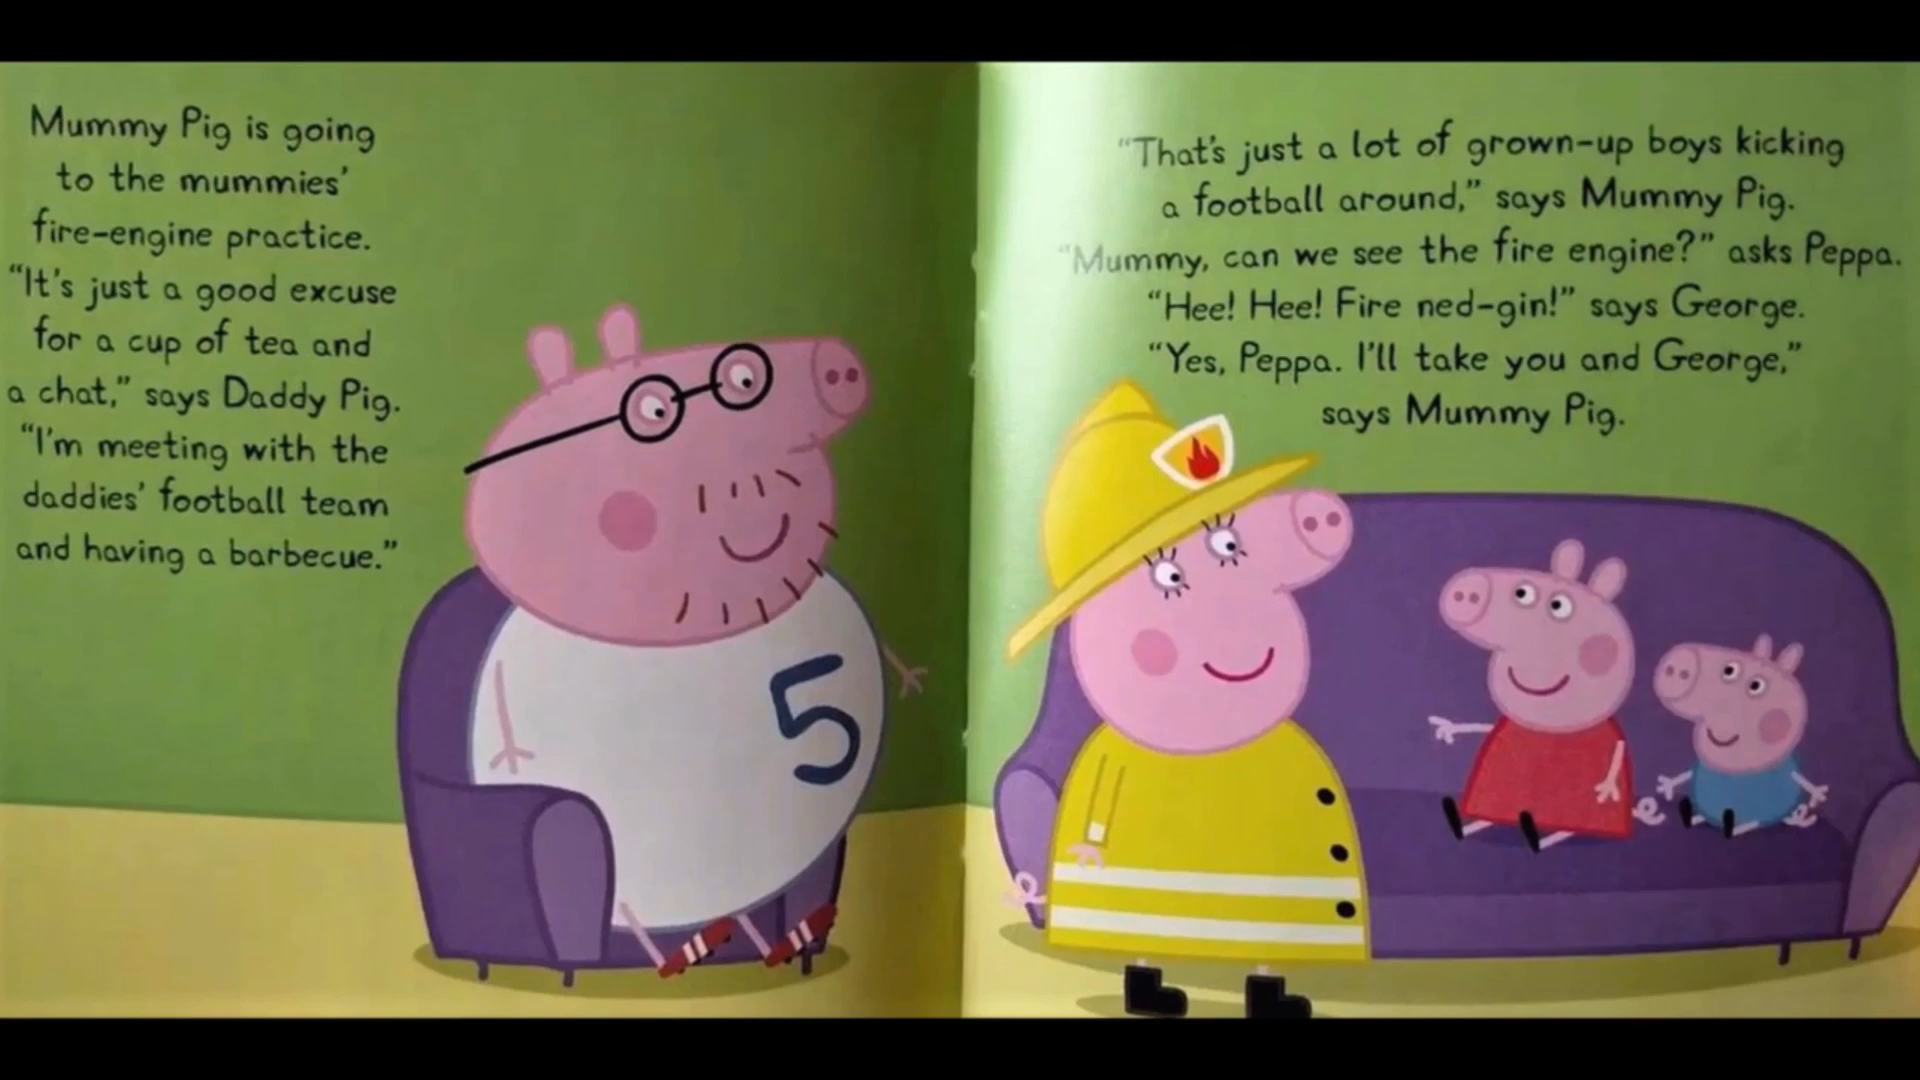 Mummy Pig is going
to the mummies'
fire-engine practice.
"It's just a good excuse
for a cup of tea and
a chat," says Daddy Pig.
"I'm meeting with the
daddies' football team
and having a barbecue."
5
"That's just a lot of grown-up boys kicking
a football around," says Mummy Pig.
"Mummy, can we see the fire engine?" asks Peppa.
"Hee! Hee! Fire ned-gin!" says George.
"Yes, Peppa. I'll take you and George,"
says Mummy Pig.